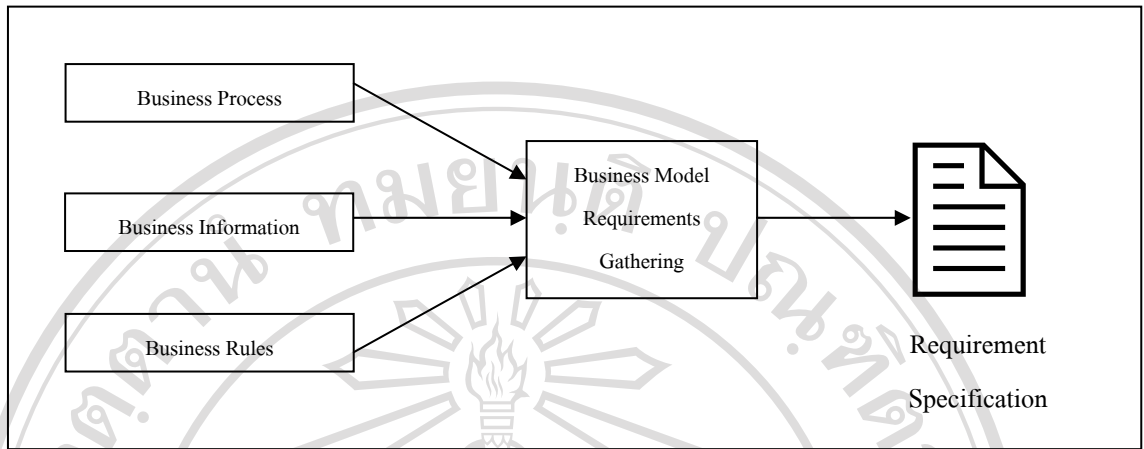 Business Process
Business Information
Business Rules
Business Model
Requirements
Gathering
Requirement
Specification